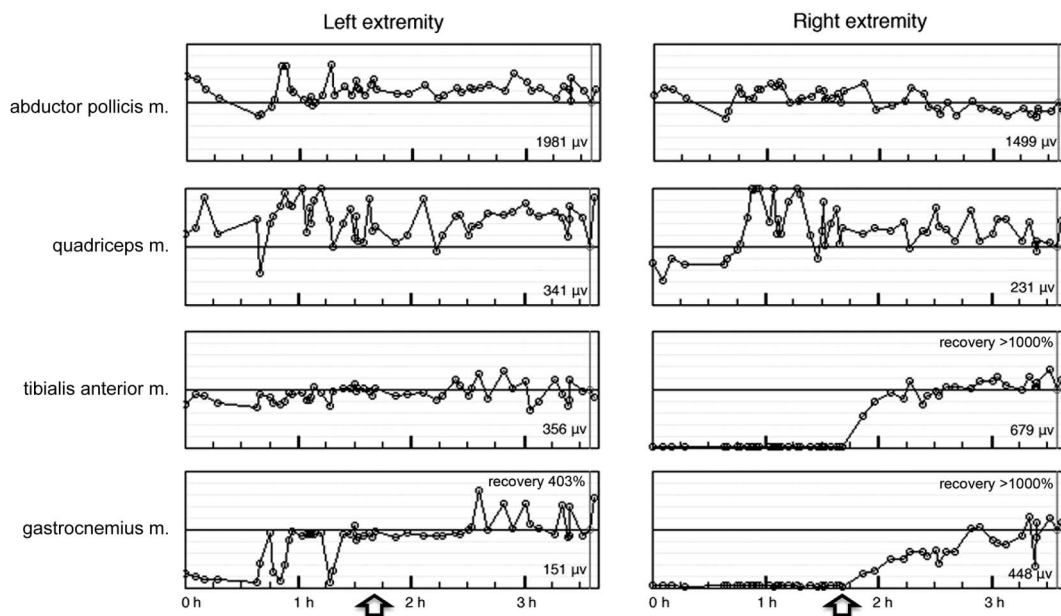 Left extremity
Right extremity
abductor pollicis m.
1981 μv
1499 μv
quadriceps m.
341 μv
231 μv
recovery >1000%
tibialis anterior m.
356 μv
679 μv
recovery 403%
recovery >1000%
gastrocnemius m.
151 μv
448 μv
0 h 1 h 2 h 3 h
0 h 1 h 2 h 3 h